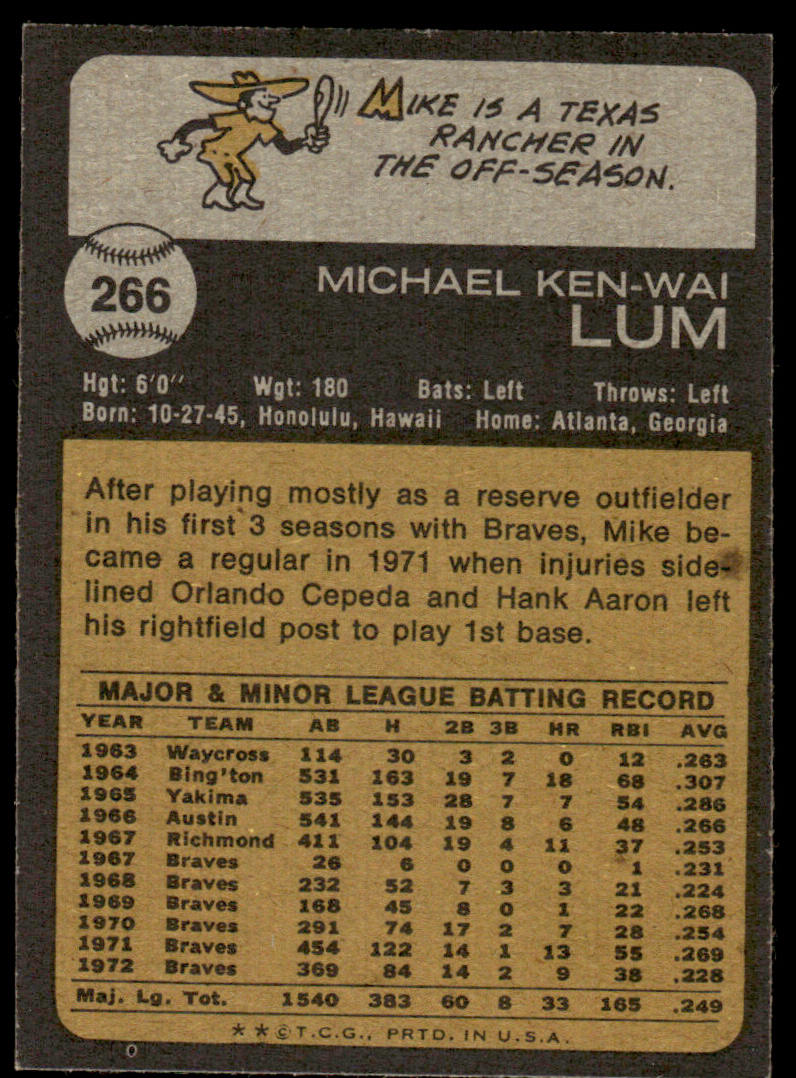 MIKE IS A TEXAS
RANCHER IN
THE OFF-SEASON.
266
MICHAEL KEN-WAI
LUM
Hgt: 6'0" Wgt: 180 Bats: Left Throws: Left
Born: 10-27-45, Honolulu, Hawaii Home: Atlanta, Georgia
After playing mostly as a reserve outfielder
in his first 3 seasons with Braves, Mike be-
came a regular in 1971 when injuries side-
lined Orlando Cepeda and Hank Aaron left
his rightfield post to play 1st base.
MAJOR & MINOR LEAGUE BATTING RECORD
YEAR TEAM AB H 2B 3B HR RBI AVG
1963 Waycross 114 30 3 2 0 12 .263
1964 Bing'ton 531 163 19 7 18 68 .307
1965 Yakima 535 153 28 7 7 54 .286
1966 Austin 541 144 19 8 6 48 .266
1967 Richmond 411 104 19 4 11 37 .253
1967 Braves 26 6 0 0 0 1 .231
1968 Braves 232 52 7 3 3 21 .224
1969 Braves 168 45 8 0 1 22 .268
1970 Braves 291 74 17 2 7 28 .254
1971 Braves 454 122 14 1 13 55 .269
1972 Braves 369 84 14 2 9 38 .228
Maj. Lg. Tot. 1540 383 60 8 33 165 .249
**©T.C.G., PRTD. IN U.S.A.